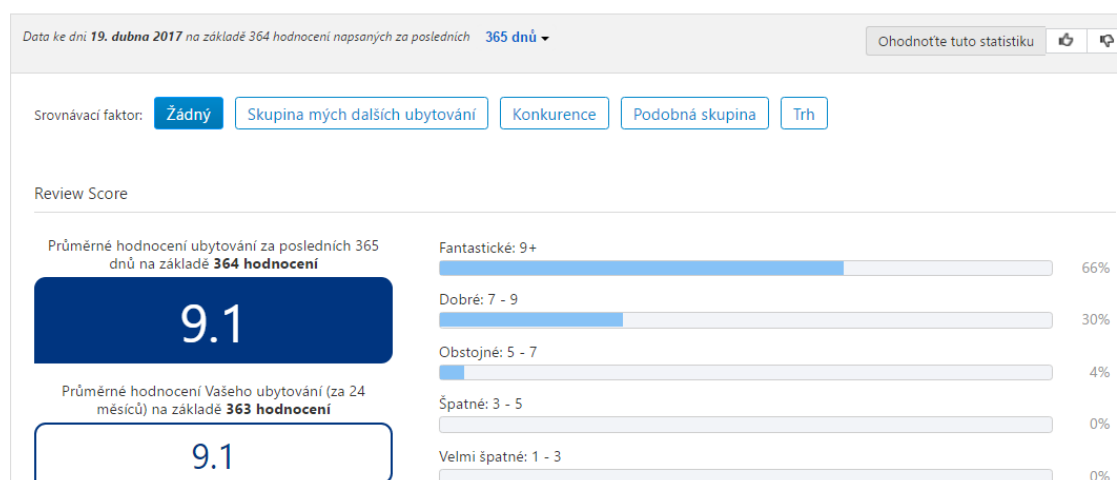 Data ke dni 19. dubna 2017 na základě 364 hodnocení napsaných za posledních 365 dnů
Ohodnoťte tuto statistiku
Srovnávací faktor: Žádný Skupina mých dalších ubytování Konkurence Podobná skupina Trh
Review Score
Průměrné hodnocení ubytování za posledních 365
dnů na základě 364 hodnocení
9.1
Průměrné hodnocení Vašeho ubytování (za 24
měsíců) na základě 363 hodnocení
9.1
Fantastické: 9+
66%
Dobré: 7 - 9
30%
Obstojné: 5 - 7
4%
Špatné: 3 - 5
0%
Velmi špatné: 1 - 3
0%